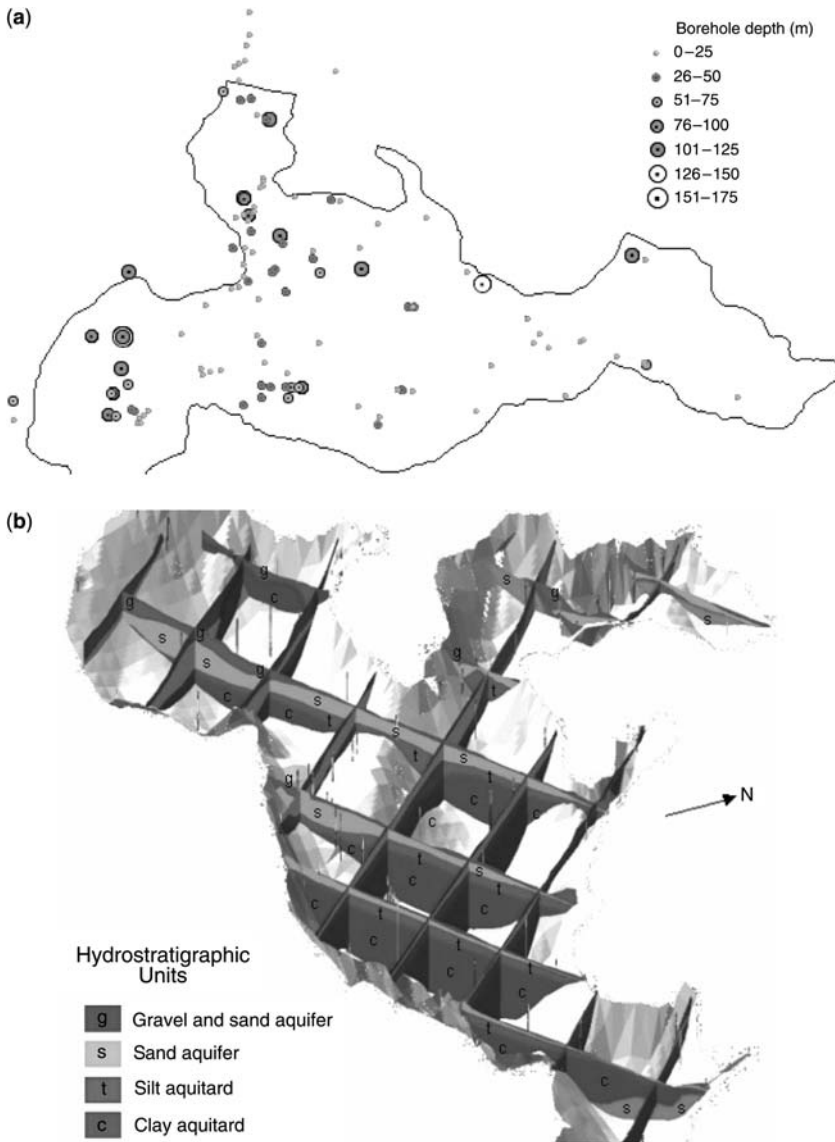 (a)
Borehole depth (m)
0–25
26–50
51–75
76–100
101–125
126–150
151–175
(b)
g
c
g
s
g
s
g
s
c
c
t
s
t
s
t
c
c
g
t
s
g
s
g
s
c
c
t
c
s
t
c
t
c
t
c
t
c
c
t
c
c
s
s
N
Hydrostratigraphic
Units
g Gravel and sand aquifer
s Sand aquifer
t Silt aquitard
c Clay aquitard